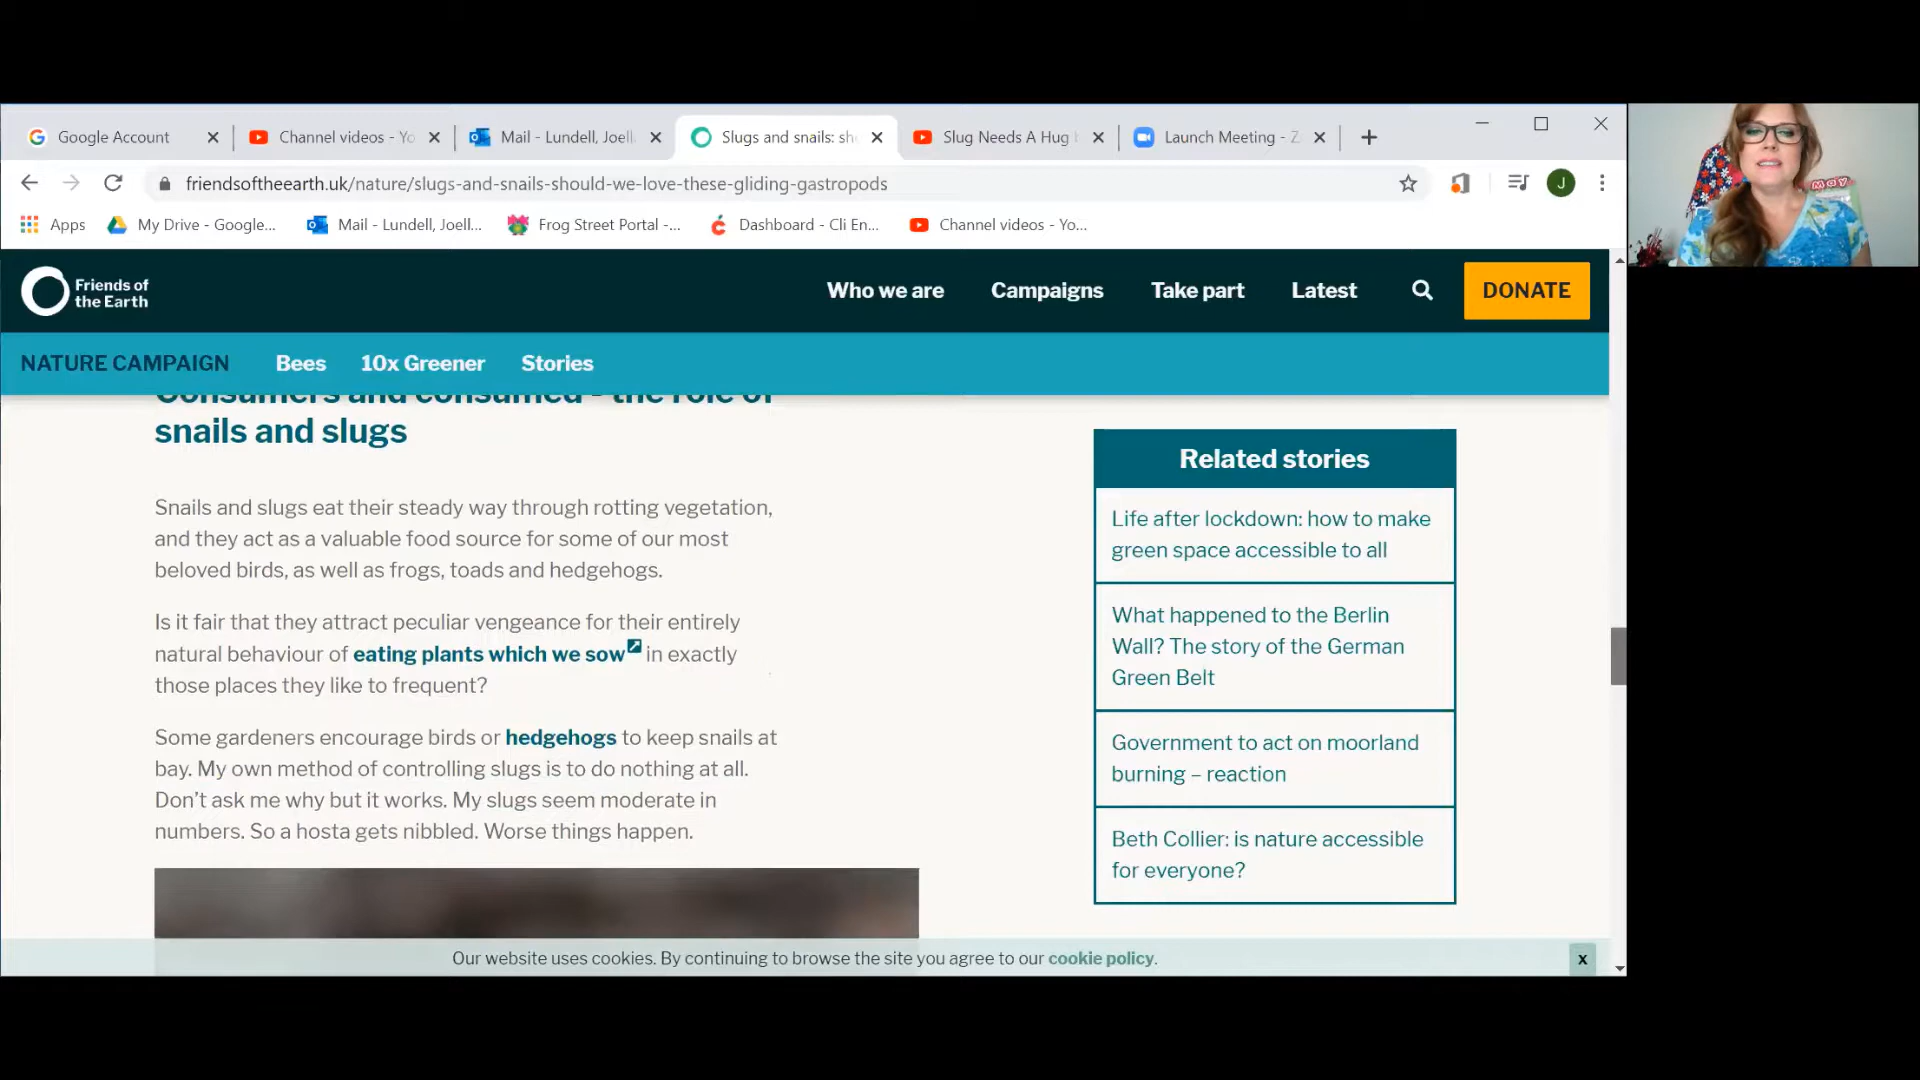 Google Account
Channel videos - Yo
Mail - Lundell, Joell
Slugs and snails: sh
Slug Needs A Hug
Launch Meeting - Z
friendsoftheearth.uk/nature/slugs-and-snails-should-we-love-these-gliding-gastropods
J
Apps
My Drive - Google...
Mail - Lundell, Joell...
Frog Street Portal -...
Dashboard - Cli En...
Channel videos - Yo...
MAY
Friends of
the Earth
Who we are
Campaigns
Take part
Latest
DONATE
NATURE CAMPAIGN
Bees
10x Greener
Stories
Consumers and consumed - the role of
snails and slugs
Snails and slugs eat their steady way through rotting vegetation,
and they act as a valuable food source for some of our most
beloved birds, as well as frogs, toads and hedgehogs.
Is it fair that they attract peculiar vengeance for their entirely
natural behaviour of eating plants which we sow in exactly
those places they like to frequent?
Some gardeners encourage birds or hedgehogs to keep snails at
bay. My own method of controlling slugs is to do nothing at all.
Don't ask me why but it works. My slugs seem moderate in
numbers. So a hosta gets nibbled. Worse things happen.
Related stories
Life after lockdown: how to make
green space accessible to all
What happened to the Berlin
Wall? The story of the German
Green Belt
Government to act on moorland
burning – reaction
Beth Collier: is nature accessible
for everyone?
Our website uses cookies. By continuing to browse the site you agree to our cookie policy.
x